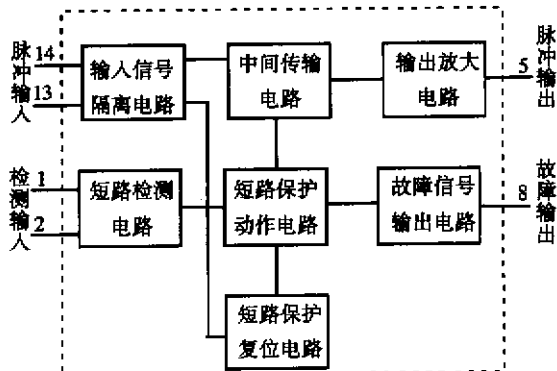 脉冲输入
14
13
输入信号
隔离电路
中间传输
电路
输出放大
电路
5
脉冲输出
检测输入
1
2
短路检测
电路
短路保护
动作电路
故障信号
输出电路
8
故障输出
短路保护
复位电路